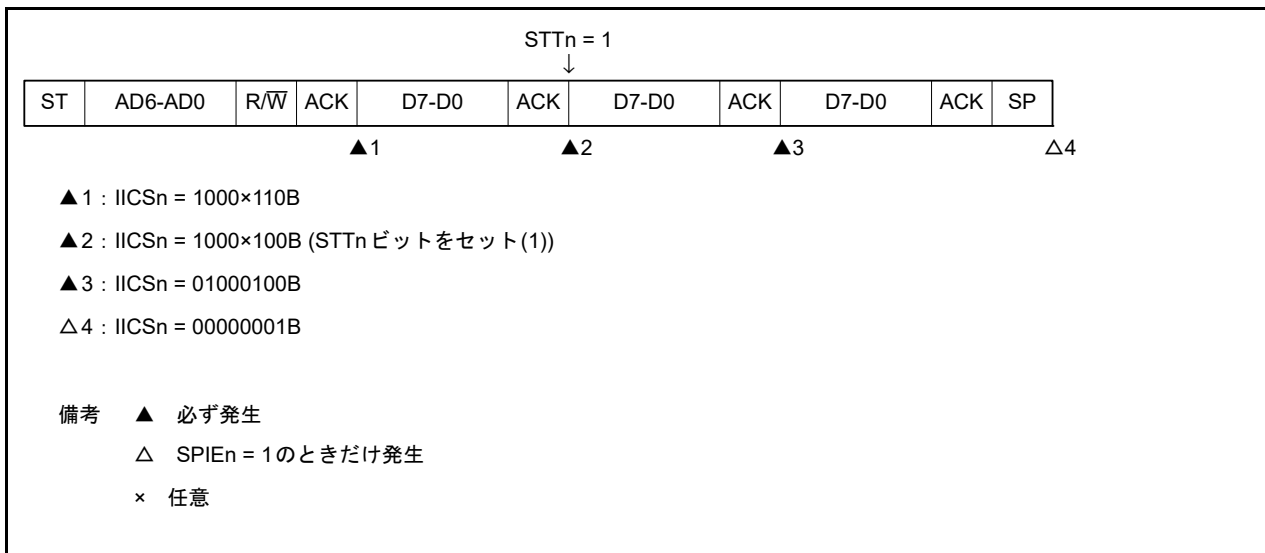 STTn = 1
↓
ST AD6-AD0 R/W̅ ACK D7-D0 ACK D7-D0 ACK D7-D0 ACK SP
▲1 ▲2 ▲3 △4
▲1：IICSn = 1000×110B
▲2：IICSn = 1000×100B (STTnビットをセット(1))
▲3：IICSn = 01000100B
△4：IICSn = 00000001B
備考 ▲ 必ず発生
△ SPIEn = 1のときだけ発生
× 任意